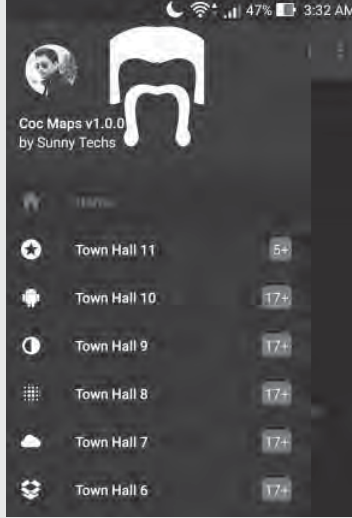 47% 3:32 AM
Coc Maps v1.0.0
by Sunny Techs
Home
Town Hall 11 5+
Town Hall 10 17+
Town Hall 9 17+
Town Hall 8 17+
Town Hall 7 17+
Town Hall 6 17+